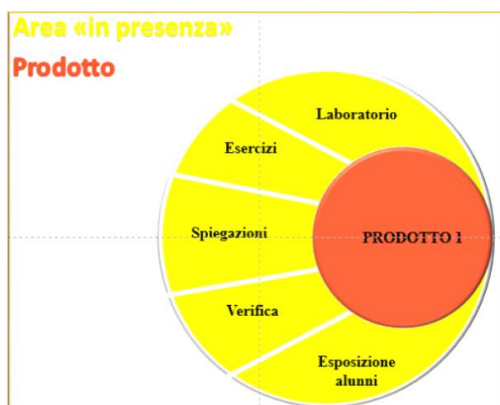 Area «in presenza»
Prodotto
Laboratorio
Esercizi
Spiegazioni
PRODOTTO 1
Verifica
Esposizione
alunni